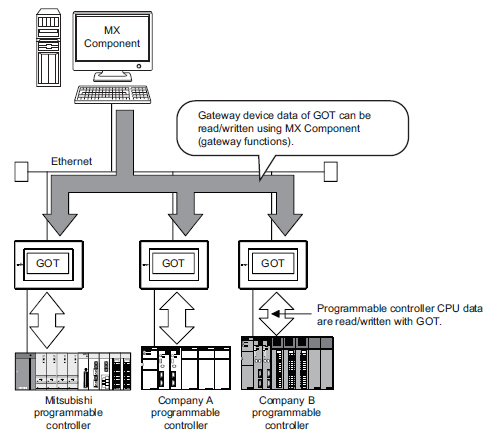 MX
Component
Gateway device data of GOT can be
read/written using MX Component
(gateway functions).
Ethernet
GOT
GOT
GOT
Programmable controller CPU data
are read/written with GOT.
Mitsubishi
programmable
controller
Company A
programmable
controller
Company B
programmable
controller